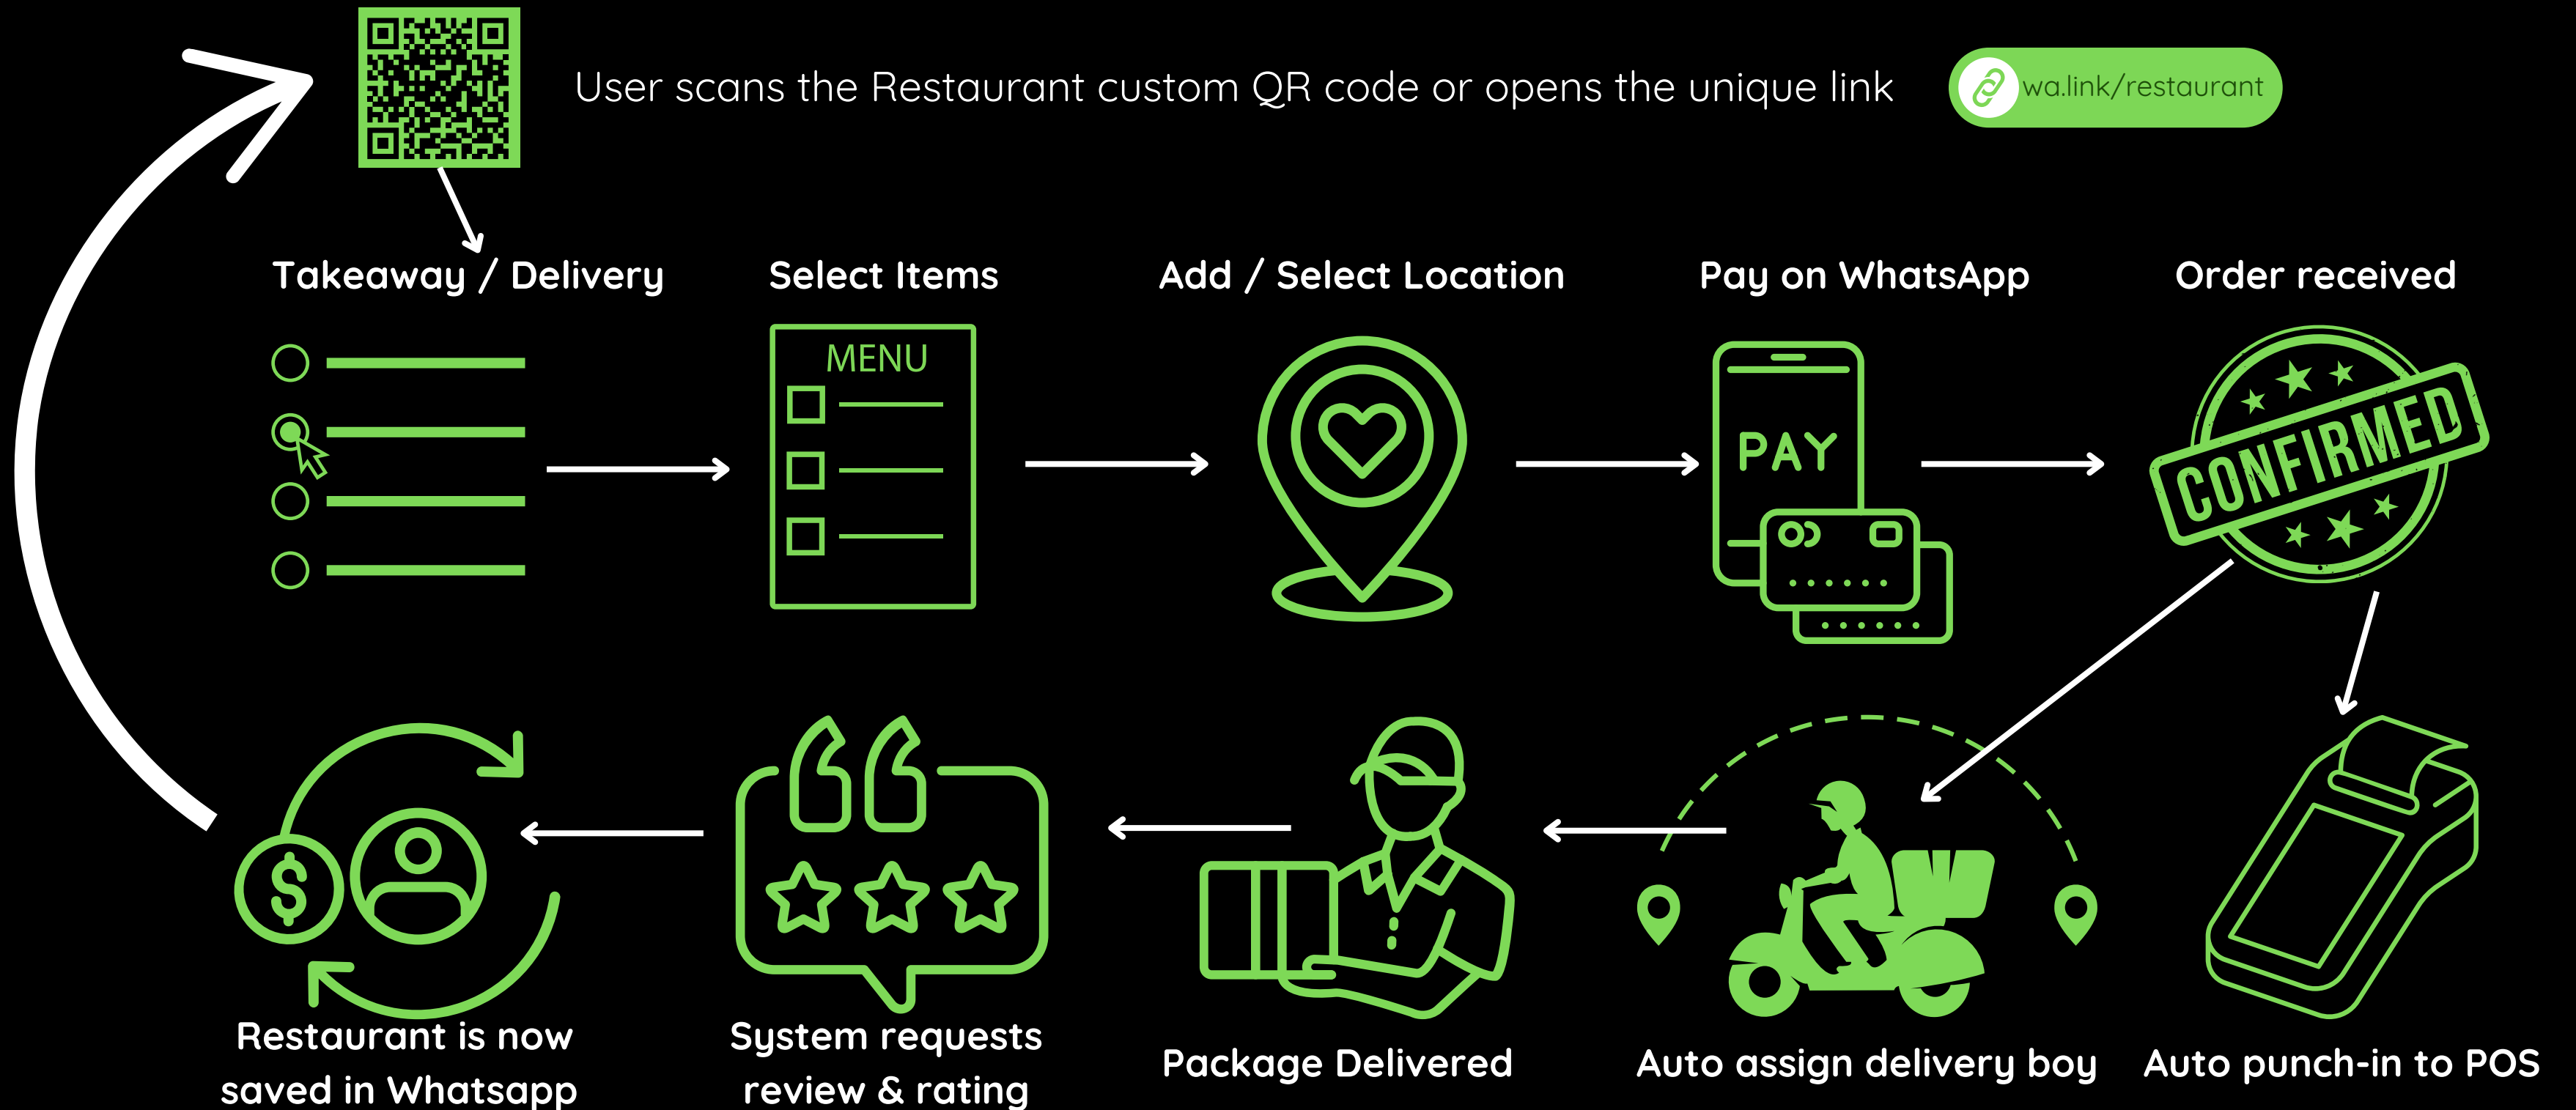 User scans the Restaurant custom QR code or opens the unique link
wa.link/restaurant
Takeaway / Delivery
Select Items
Add / Select Location
Pay on WhatsApp
Order received
MENU
PAY
CONFIRMED
$
Restaurant is now
saved in Whatsapp
System requests
review & rating
Package Delivered
Auto assign delivery boy
Auto punch-in to POS